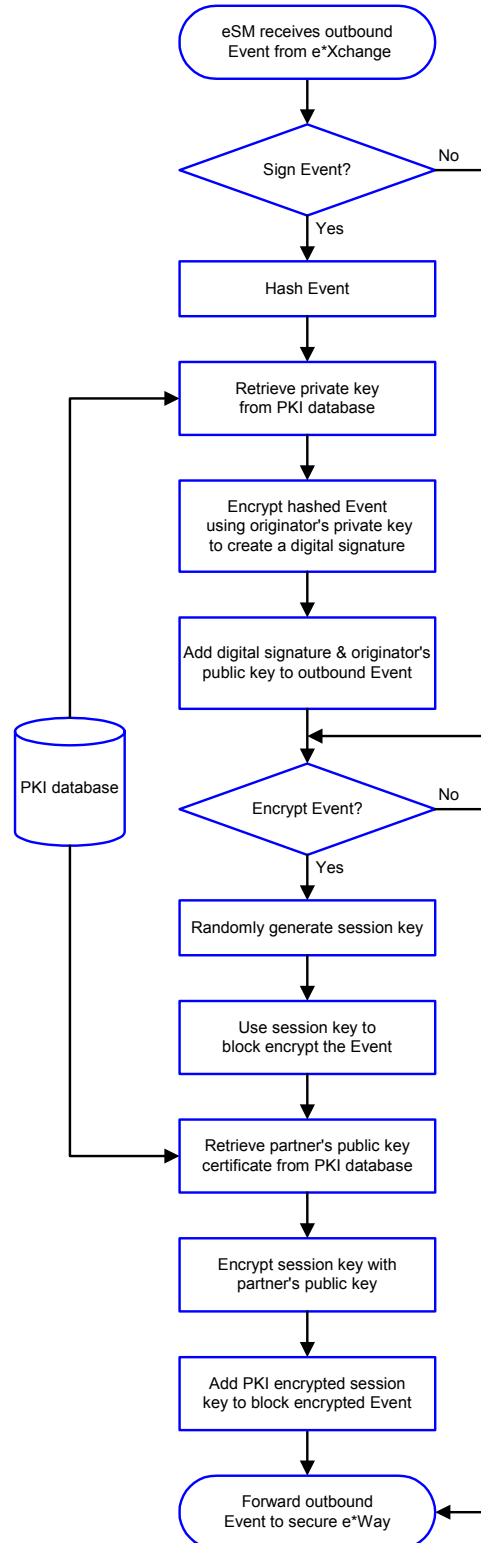 eSM receives outbound
Event from e*Xchange
Sign Event?
No
Yes
Hash Event
Retrieve private key
from PKI database
Encrypt hashed Event
using originator's private key
to create a digital signature
Add digital signature & originator's
public key to outbound Event
PKI database
Encrypt Event?
No
Yes
Randomly generate session key
Use session key to
block encrypt the Event
Retrieve partner's public key
certificate from PKI database
Encrypt session key with
partner's public key
Add PKI encrypted session
key to block encrypted Event
Forward outbound
Event to secure e*Way